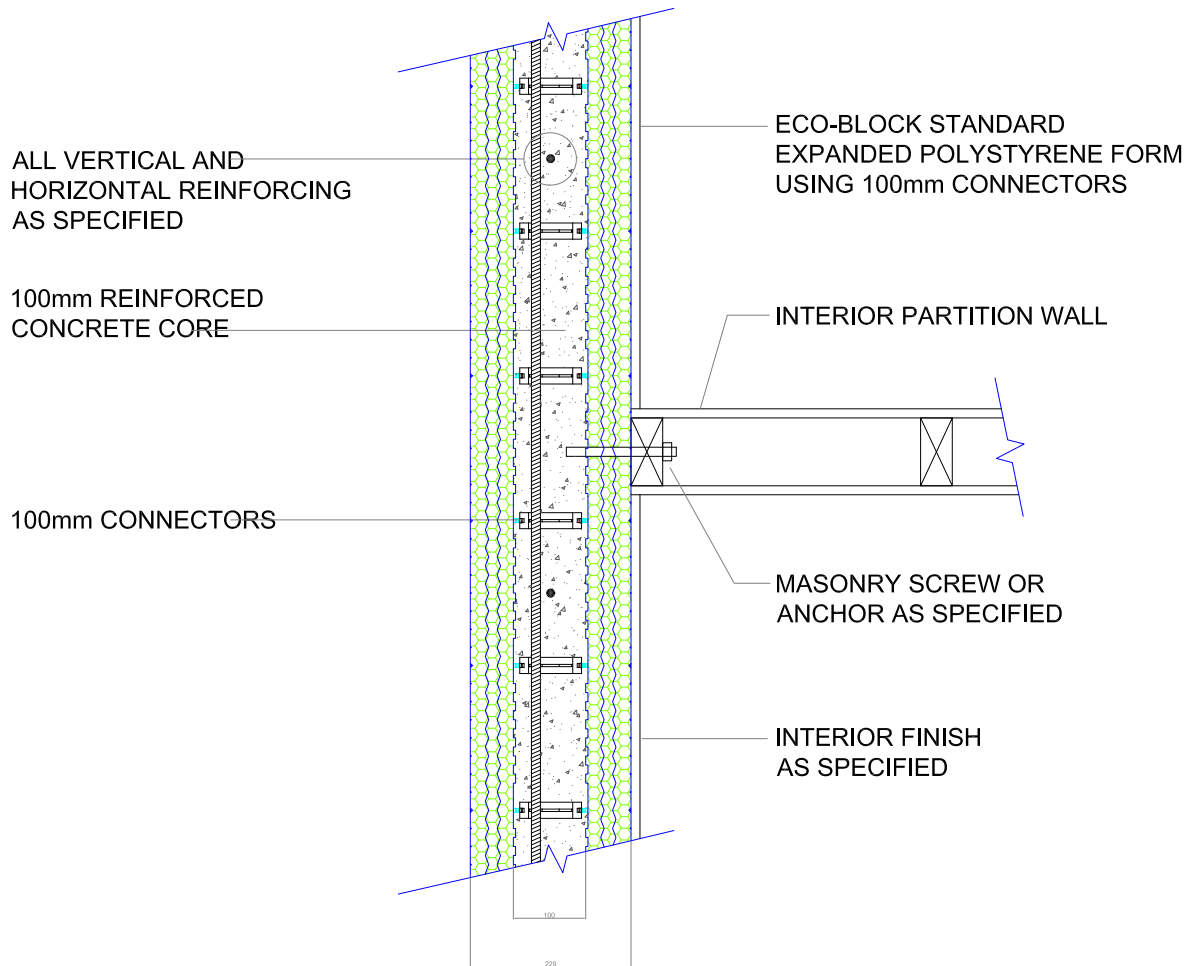 ALL VERTICAL AND
HORIZONTAL REINFORCING
AS SPECIFIED
100mm REINFORCED
CONCRETE CORE
100mm CONNECTORS
ECO-BLOCK STANDARD
EXPANDED POLYSTYRENE FORM
USING 100mm CONNECTORS
INTERIOR PARTITION WALL
MASONRY SCREW OR
ANCHOR AS SPECIFIED
INTERIOR FINISH
AS SPECIFIED
100
229